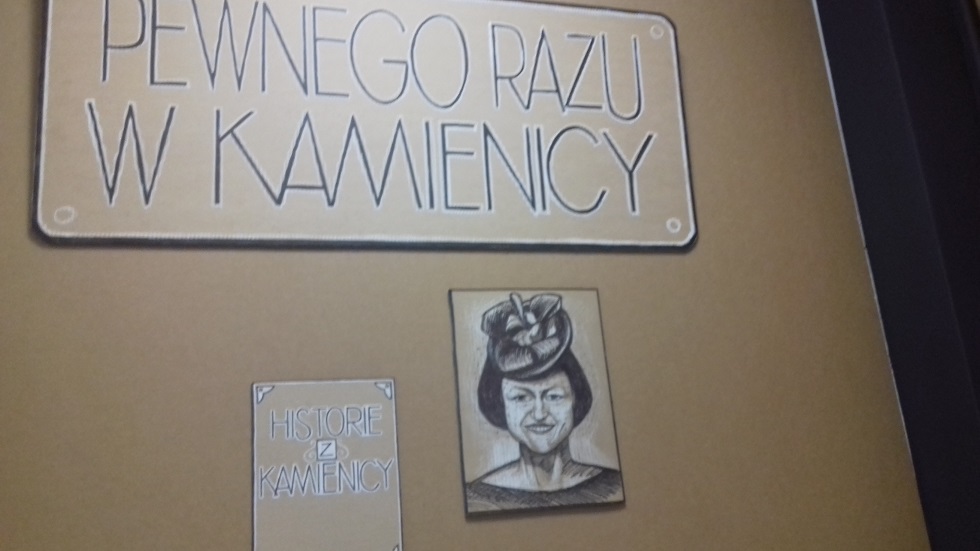 PEWNEGO RAZU
W KAMIENICY
HISTORIE
Z
KAMIENICY